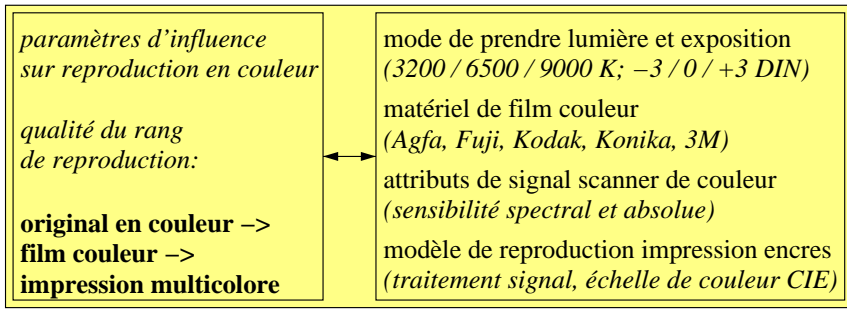 paramètres d'influence
sur reproduction en couleur
qualité du rang
de reproduction:
original en couleur −>
film couleur −>
impression multicolore
mode de prendre lumière et exposition
(3200 / 6500 / 9000 K; −3 / 0 / +3 DIN)
matériel de film couleur
(Agfa, Fuji, Kodak, Konika, 3M)
attributs de signal scanner de couleur
(sensibilité spectral et absolue)
modèle de reproduction impression encres
(traitement signal, échelle de couleur CIE)